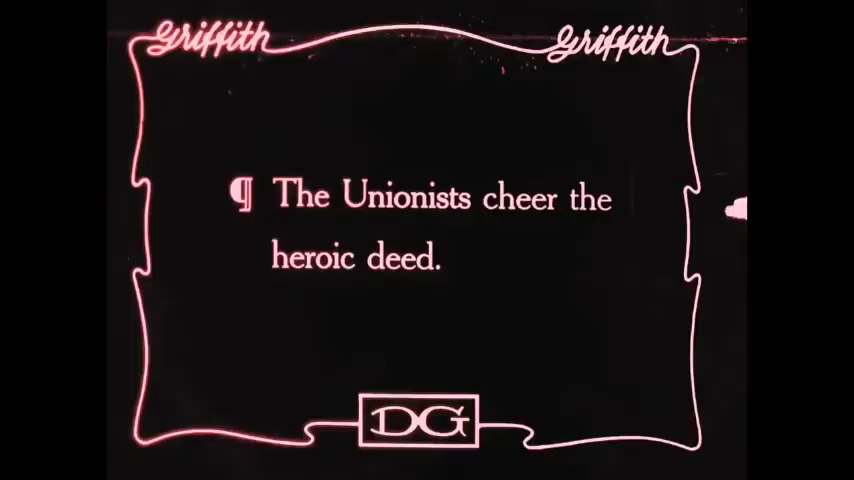 Griffith Griffith
¶ The Unionists cheer the
heroic deed.
DG